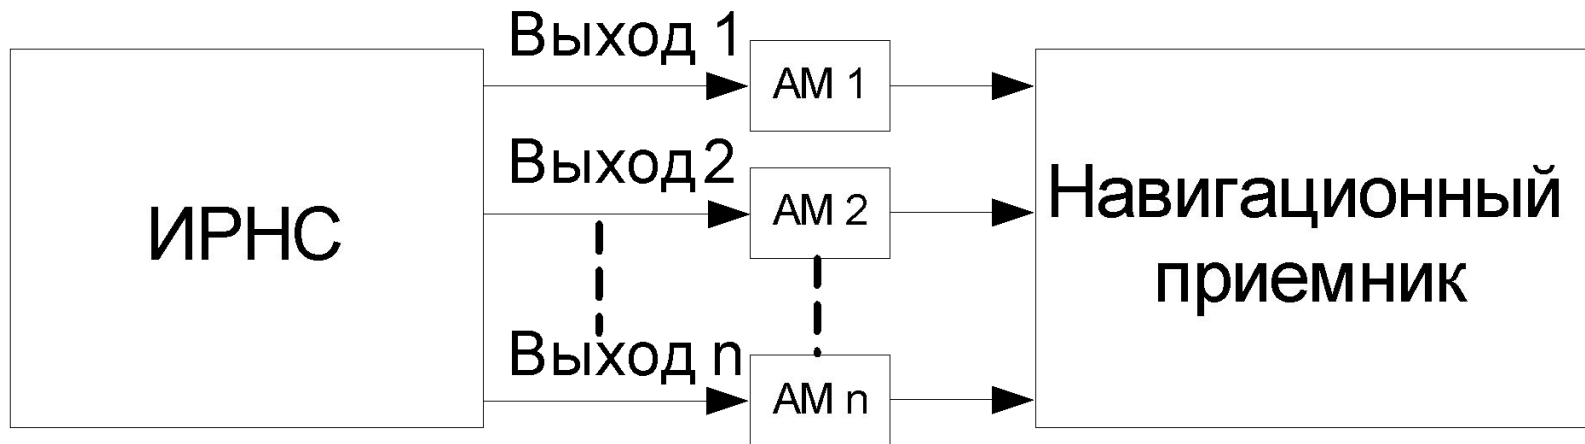 Выход 1
АМ 1
Выход 2
АМ 2
ИРНС
Навигационный
приемник
Выход n
АМ n